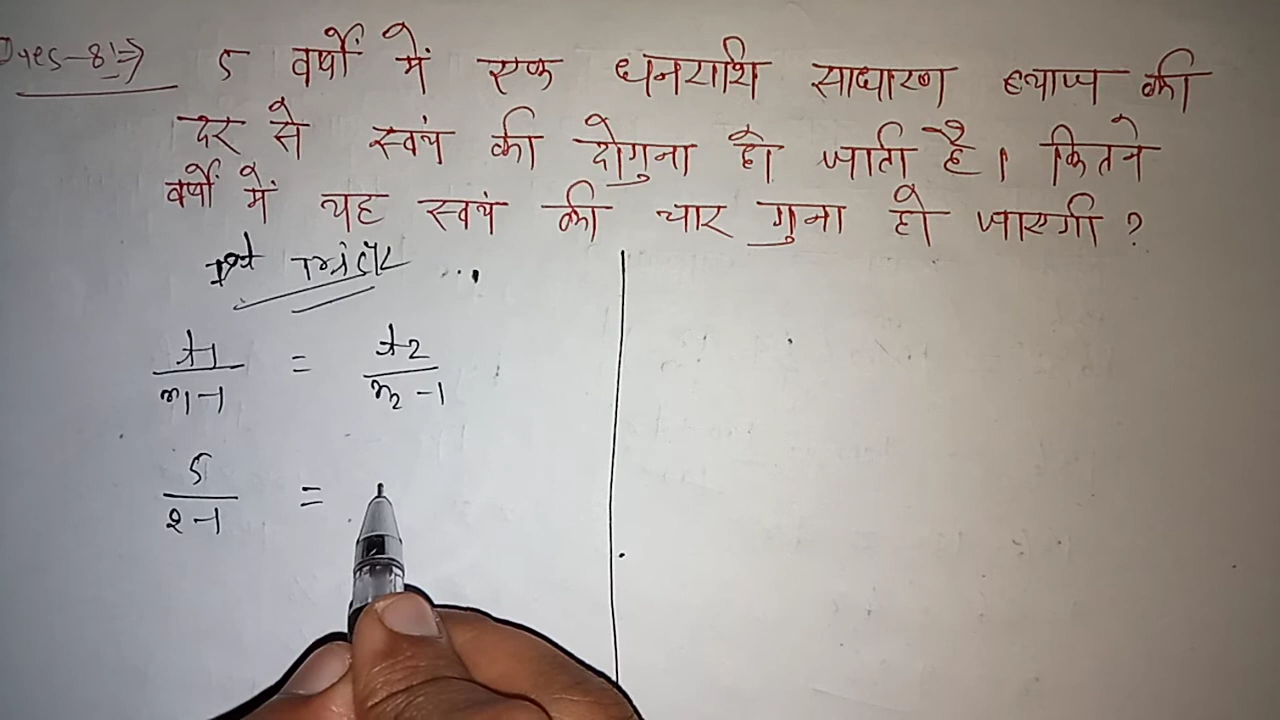 Ques-8:→ 5 वर्षों में एक धनराशि साधारण ब्याज की
दर से स्वयं की दोगुना हो जाती है। कितने
वर्षों में यह स्वयं की चार गुना हो जाएगी?
1st Trick ...
t1/n1-1 = t2/n2-1
5/2-1 =